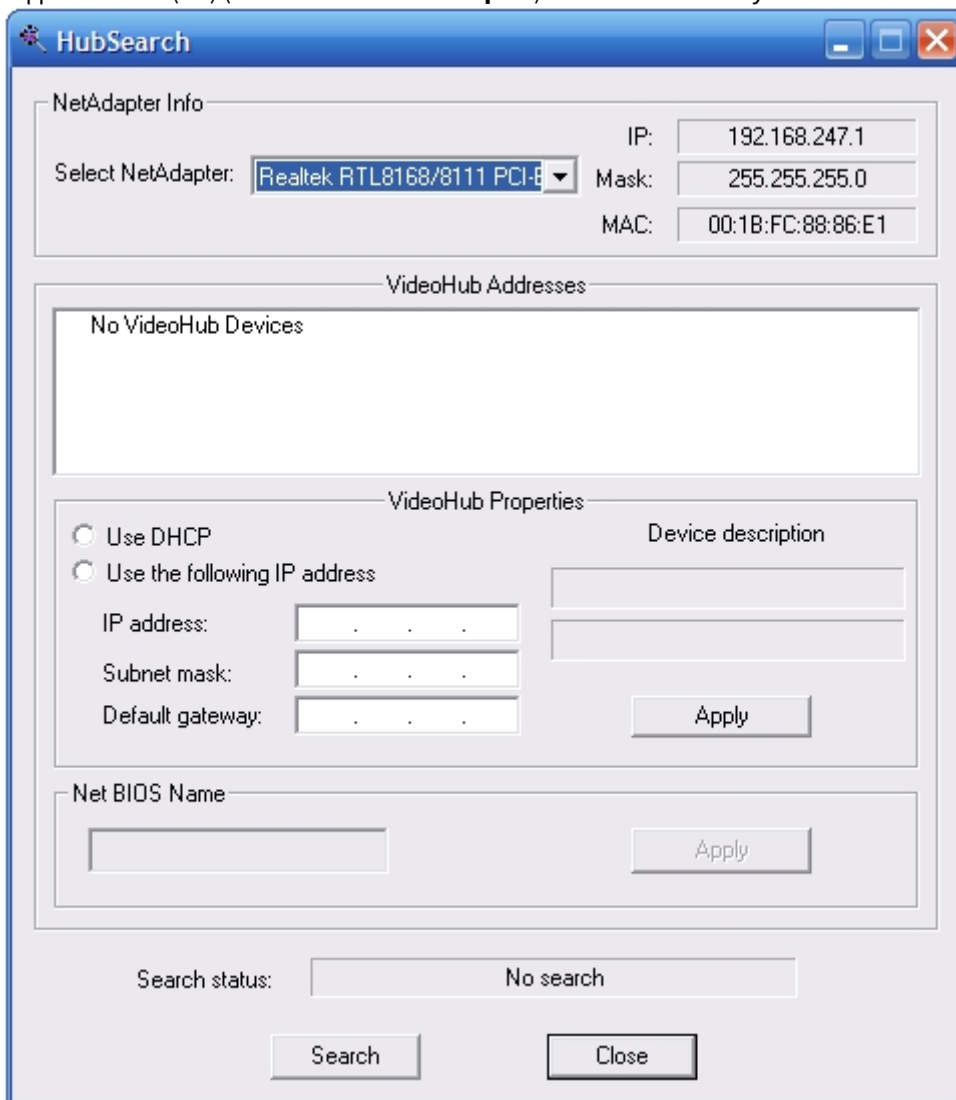 HubSearch
NetAdapter Info
IP: 192.168.247.1
Select NetAdapter: Realtek RTL8168/8111 PCI-E Mask: 255.255.255.0
MAC: 00:1B:FC:88:86:E1
VideoHub Addresses
No VideoHub Devices
VideoHub Properties
Use DHCP Device description
Use the following IP address
IP address: . . .
Subnet mask: . . .
Default gateway: . . . Apply
Net BIOS Name
Apply
Search status: No search
Search Close